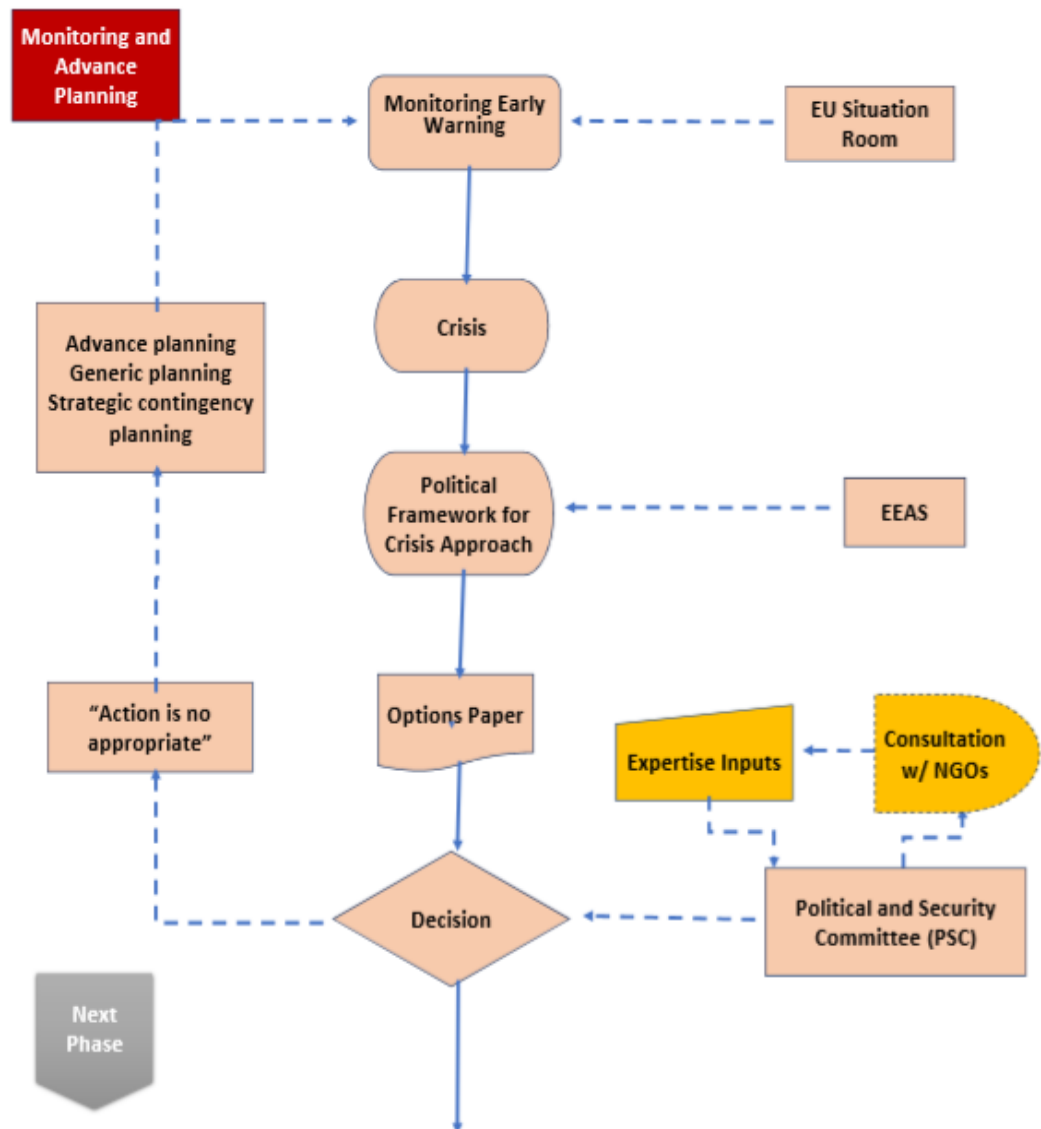 Monitoring and
Advance
Planning
Monitoring Early
Warning
EU Situation
Room
Crisis
Advance planning
Generic planning
Strategic contingency
planning
Political
Framework for
Crisis Approach
EEAS
“Action is no
appropriate”
Options Paper
Expertise Inputs
Consultation
w/ NGOs
Decision
Political and Security
Committee (PSC)
Next
Phase